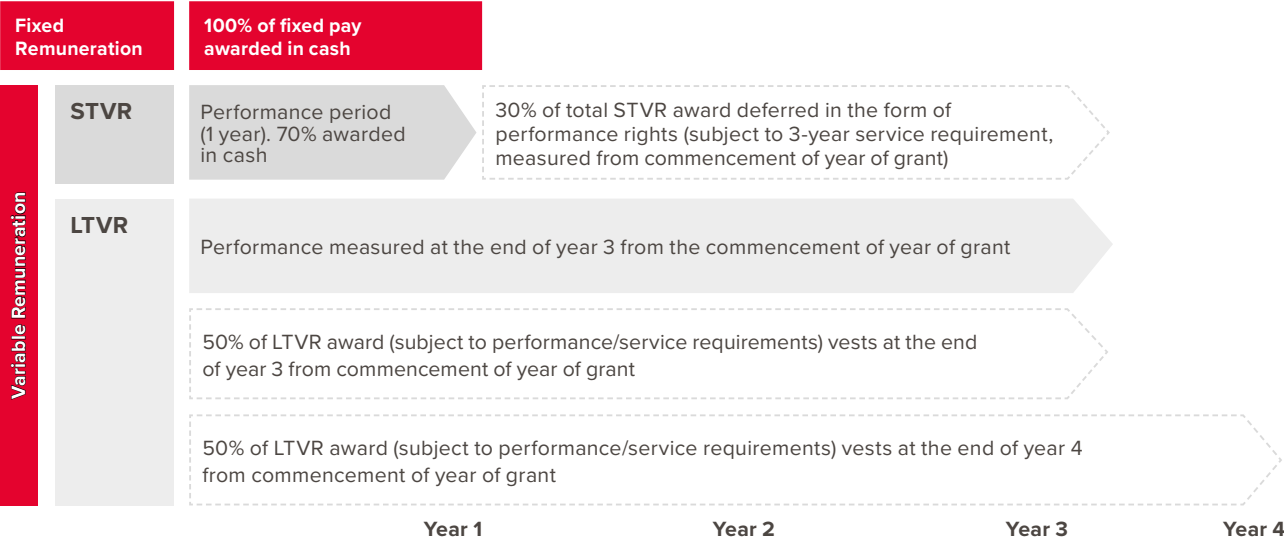 Fixed
Remuneration
100% of fixed pay
awarded in cash
Variable Remuneration
STVR
Performance period
(1 year). 70% awarded
in cash
30% of total STVR award deferred in the form of
performance rights (subject to 3-year service requirement,
measured from commencement of year of grant)
LTVR
Performance measured at the end of year 3 from the commencement of year of grant
50% of LTVR award (subject to performance/service requirements) vests at the end
of year 3 from commencement of year of grant
50% of LTVR award (subject to performance/service requirements) vests at the end of year 4
from commencement of year of grant
Year 1
Year 2
Year 3
Year 4